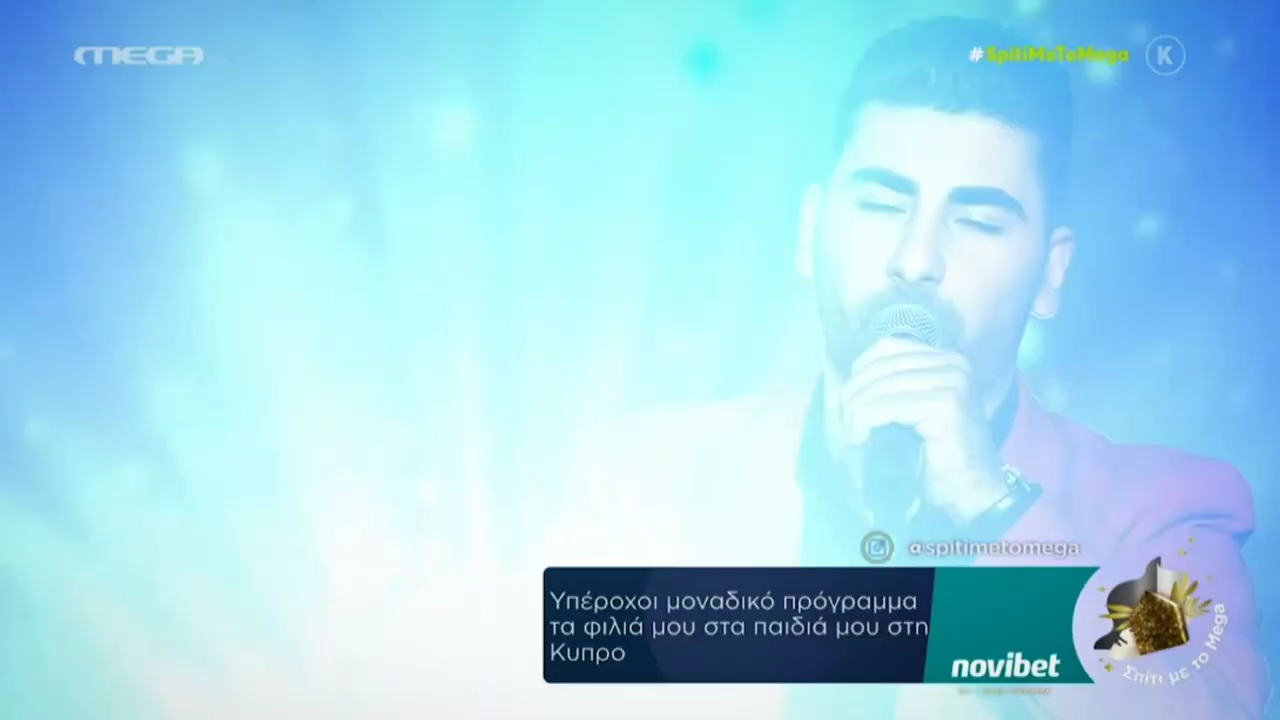 MEGA
#SpitiMeToMega K
@spitimetomega
Υπέροχοι μοναδικό πρόγραμμα
τα φιλιά μου στα παιδιά μου στη
Κυπρο
novibet
Σπίτι με το Mega